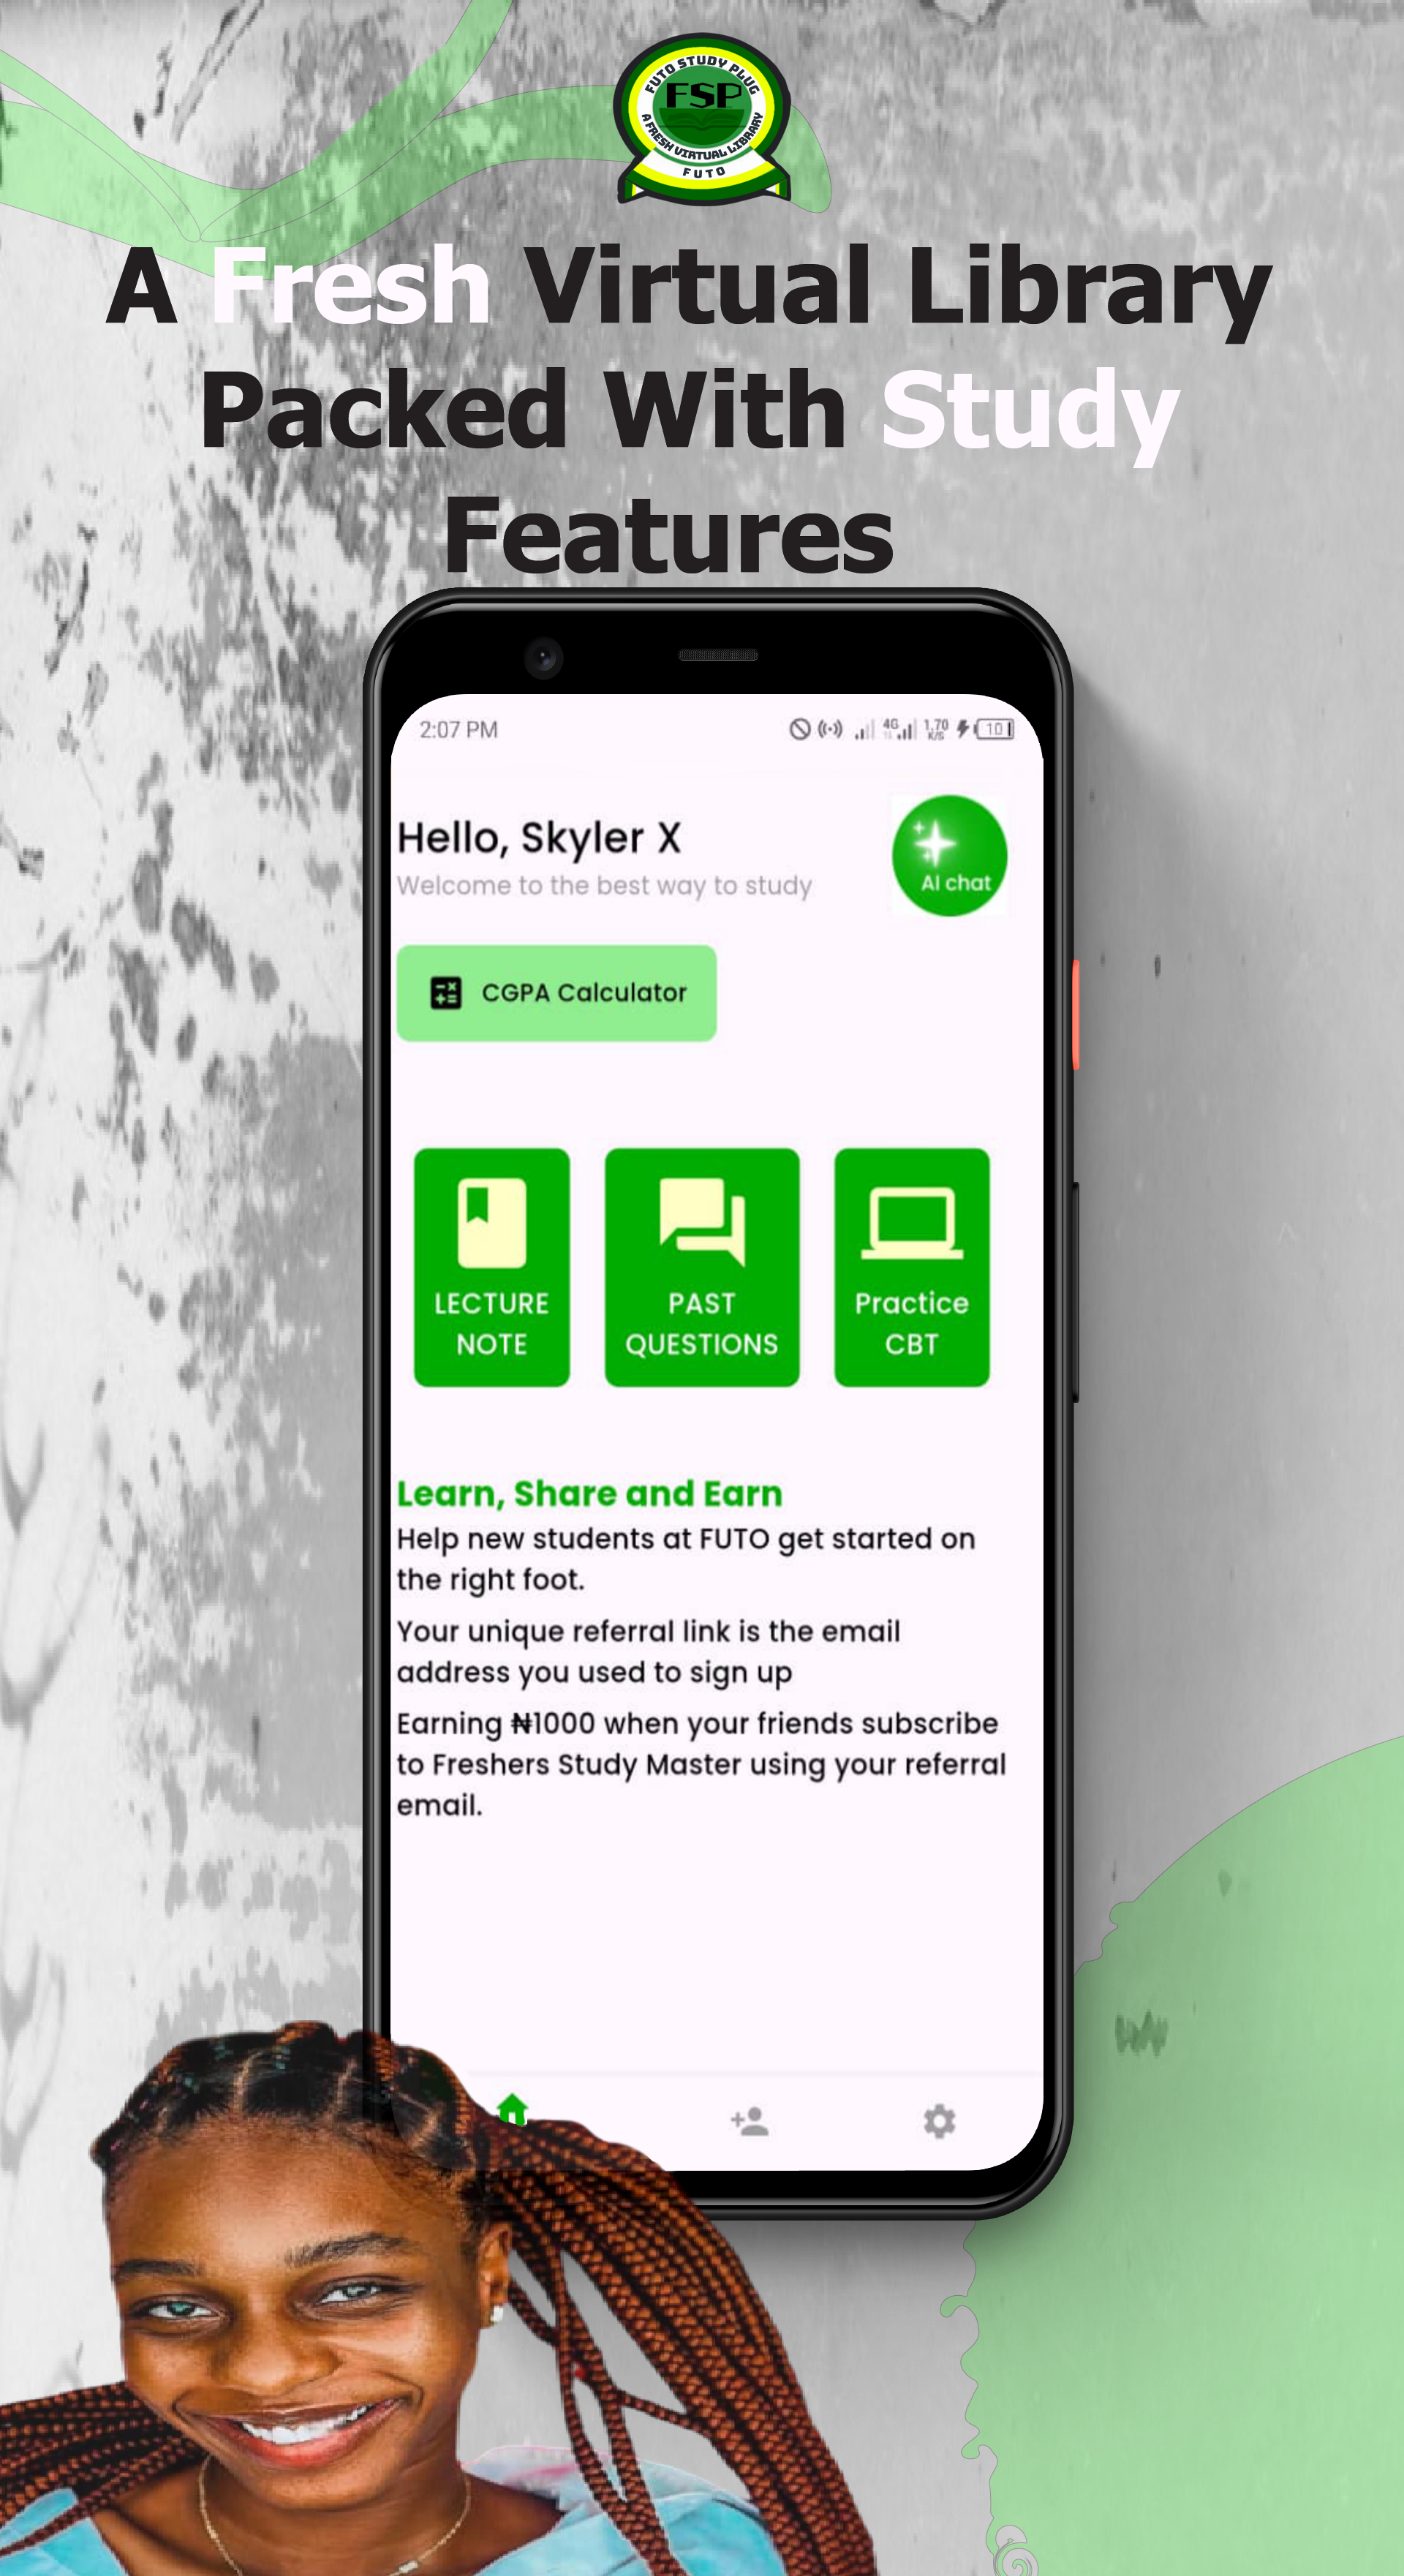 FUTO STUDY PLUG
FSP
A FRESH VIRTUAL LIBRARY
FUTO
A Fresh Virtual Library
Packed With Study
Features
2:07 PM
4G
1.70
K/S
10
Hello, Skyler X
Welcome to the best way to study
AI chat
CGPA Calculator
LECTURE
NOTE
PAST
QUESTIONS
Practice
CBT
Learn, Share and Earn
Help new students at FUTO get started on
the right foot.
Your unique referral link is the email
address you used to sign up
Earning ₦1000 when your friends subscribe
to Freshers Study Master using your referral
email.